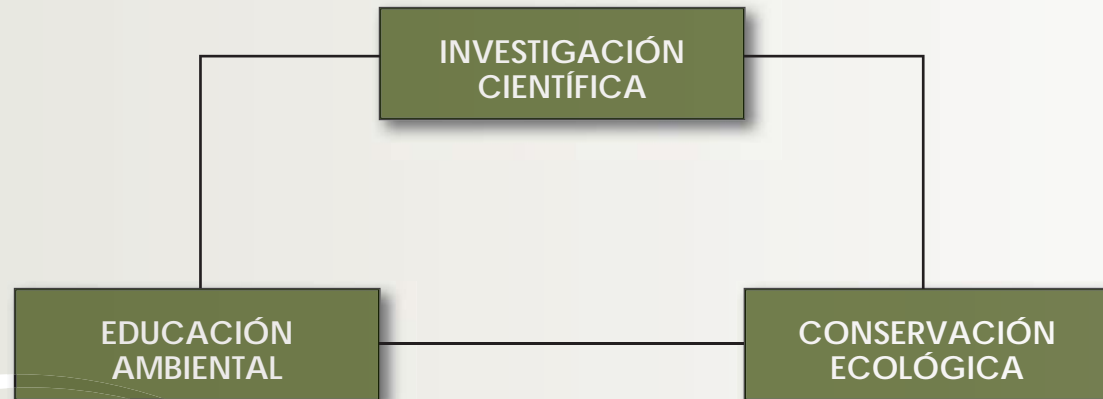 INVESTIGACIÓN
CIENTÍFICA
EDUCACIÓN
AMBIENTAL
CONSERVACIÓN
ECOLÓGICA